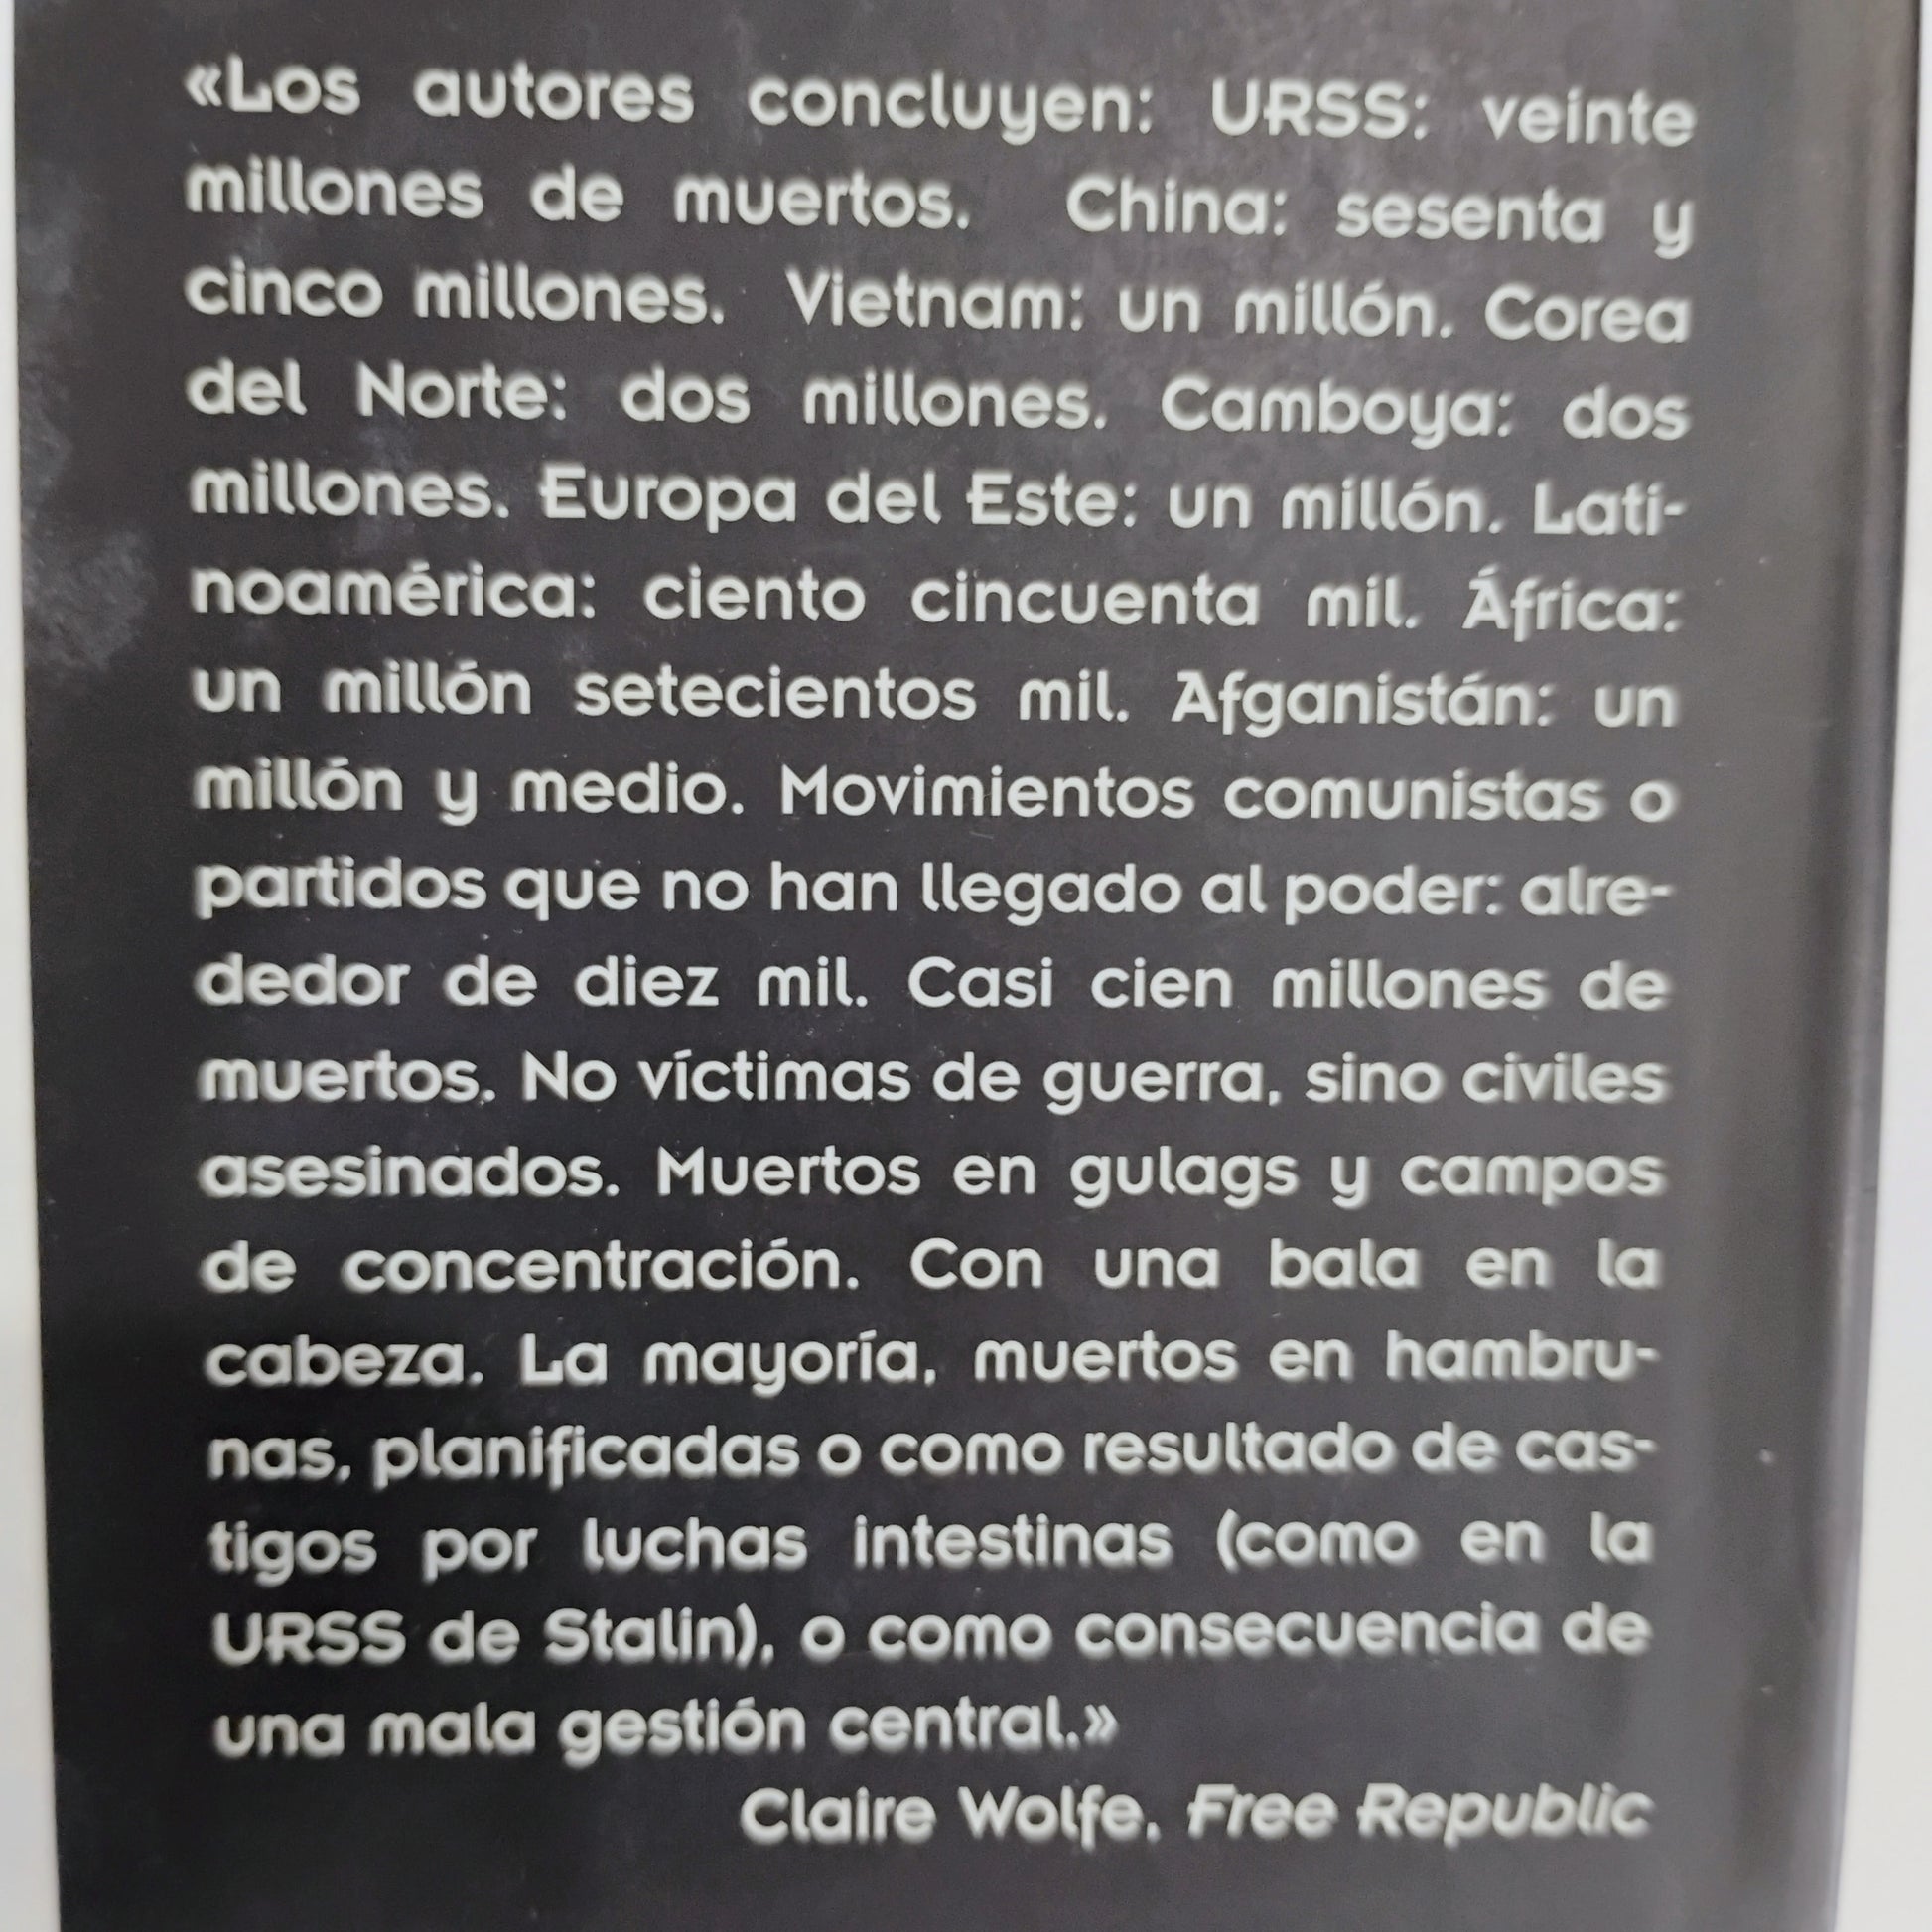 «Los autores concluyen: URSS: veinte
millones de muertos. China: sesenta y
cinco millones. Vietnam: un millón. Corea
del Norte: dos millones. Camboya: dos
millones. Europa del Este: un millón. Lati-
noamérica: ciento cincuenta mil. África:
un millón setecientos mil. Afganistán: un
millón y medio. Movimientos comunistas o
partidos que no han llegado al poder: alre-
dedor de diez mil. Casi cien millones de
muertos. No víctimas de guerra, sino civiles
asesinados. Muertos en gulags y campos
de concentración. Con una bala en la
cabeza. La mayoría, muertos en hambru-
nas, planificadas o como resultado de cas-
tigos por luchas intestinas (como en la
URSS de Stalin), o como consecuencia de
una mala gestión central.»
Claire Wolfe, Free Republic